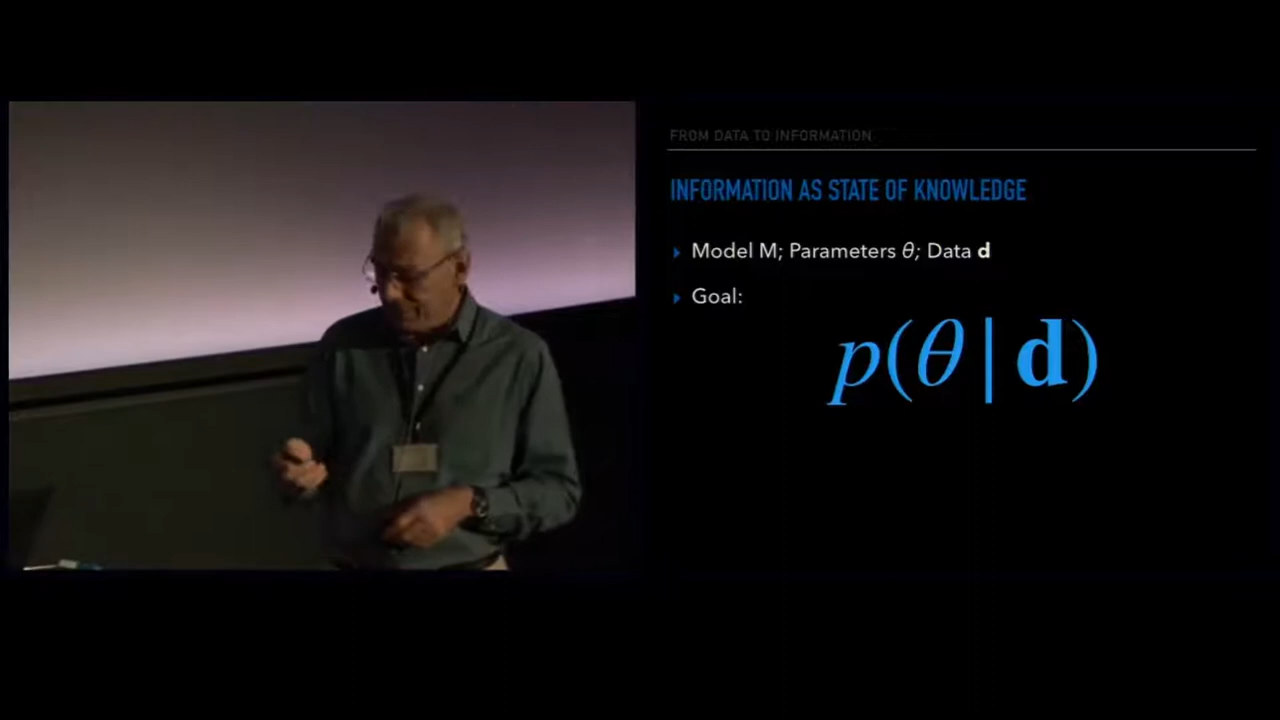 FROM DATA TO INFORMATION
INFORMATION AS STATE OF KNOWLEDGE
Model M; Parameters θ; Data d
Goal:
p(θ|d)